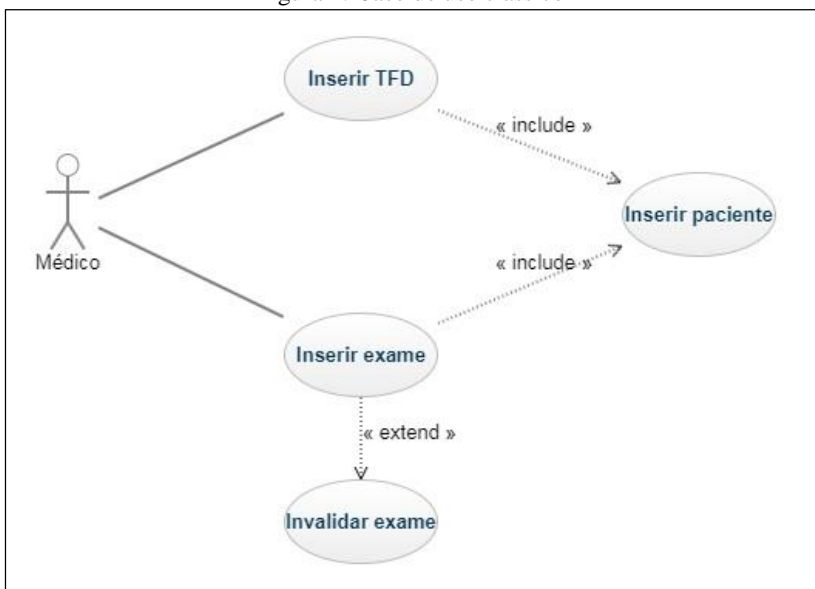 Inserir TFD
« include »
Inserir paciente
Médico
« include »
Inserir exame
« extend »
Invalidar exame